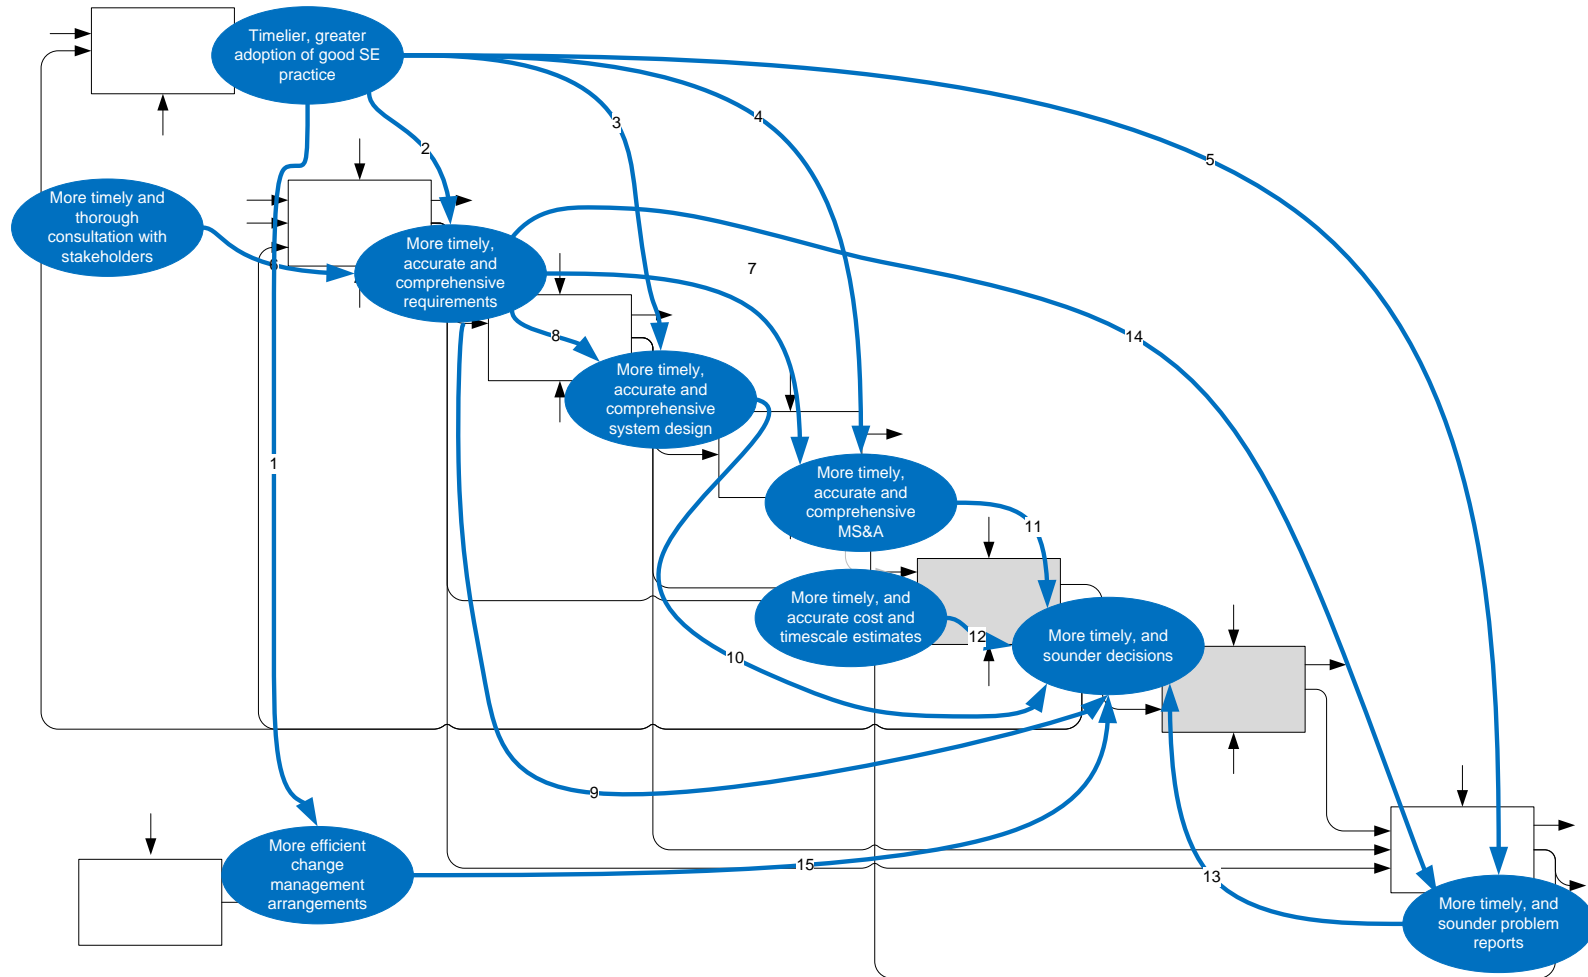 Timelier, greater
adoption of good SE
practice
2
3
4
5
More timely and
thorough
consultation with
stakeholders
6
More timely,
accurate and
comprehensive
requirements
7
8
14
More timely,
accurate and
comprehensive
system design
1
More timely,
accurate and
comprehensive
MS&A
11
More timely, and
accurate cost and
timescale estimates
12
More timely, and
sounder decisions
10
9
More efficient
change
management
arrangements
15
13
More timely, and
sounder problem
reports